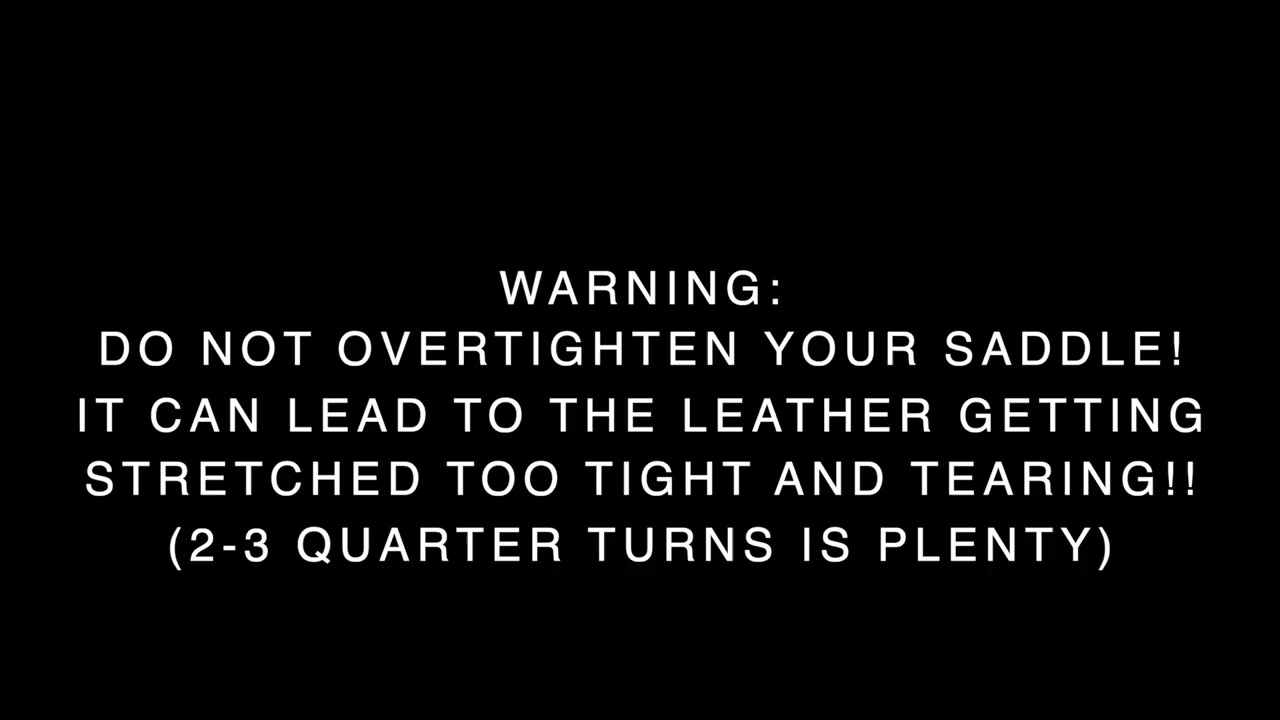 WARNING:
DO NOT OVERTIGHTEN YOUR SADDLE!
IT CAN LEAD TO THE LEATHER GETTING
STRETCHED TOO TIGHT AND TEARING!!
(2-3 QUARTER TURNS IS PLENTY)